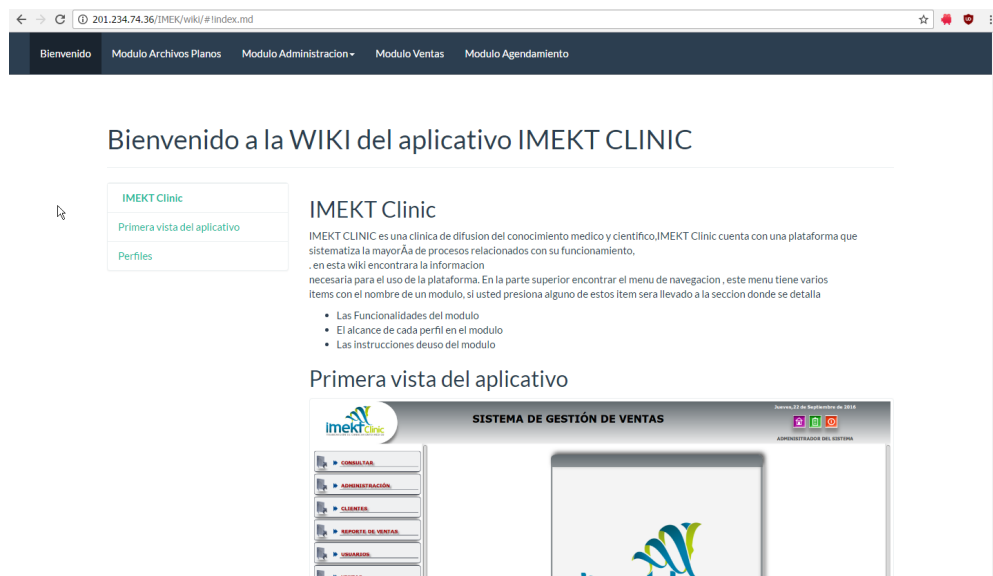 201.234.74.36/IMEK/wiki/#!index.md
Bienvenido Modulo Archivos Planos Modulo Administracion Modulo Ventas Modulo Agendamiento
Bienvenido a la WIKI del aplicativo IMEKT CLINIC
IMEKT Clinic
Primera vista del aplicativo
Perfiles
IMEKT Clinic
IMEKT CLINIC es una clinica de difusion del conocimiento medico y cientifico,IMEKT Clinic cuenta con una plataforma que
sistematiza la mayorÃa de procesos relacionados con su funcionamiento,
. en esta wiki encontrara la informacion
necesaria para el uso de la plataforma. En la parte superior encontrar el menu de navegacion , este menu tiene varios
items con el nombre de un modulo, si usted presiona alguno de estos item sera llevado a la seccion donde se detalla
Las Funcionalidades del modulo
El alcance de cada perfil en el modulo
Las instrucciones deuso del modulo
Primera vista del aplicativo
imekt Clinic
SISTEMA DE GESTIÓN DE VENTAS
Jueves,22 de Septiembre de 2016
ADMINISTRADOR DEL SISTEMA
CONSULTAR
ADMINISTRACIÓN
CLIENTES
REPORTE DE VENTAS
USUARIOS